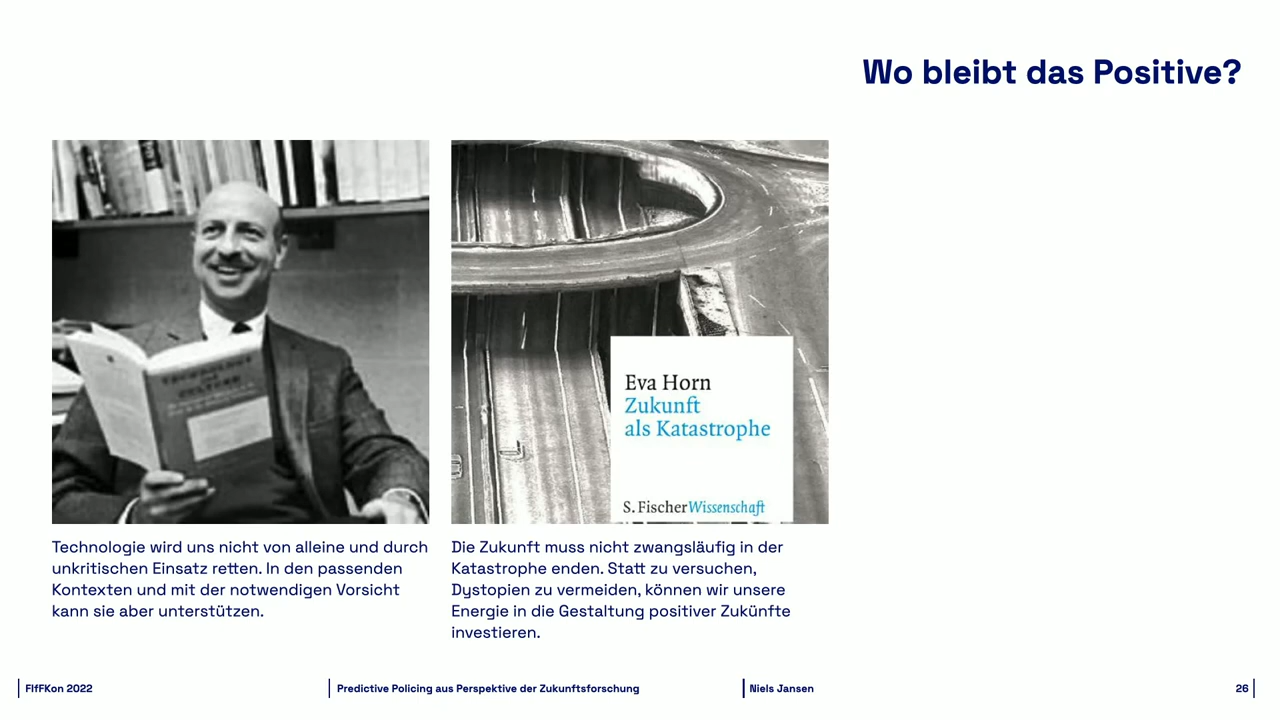 Wo bleibt das Positive?
TECHNOLOGY
and
CULTURE
Eva Horn
Zukunft
als Katastrophe
S. Fischer Wissenschaft
Technologie wird uns nicht von alleine und durch
unkritischen Einsatz retten. In den passenden
Kontexten und mit der notwendigen Vorsicht
kann sie aber unterstützen.
Die Zukunft muss nicht zwangsläufig in der
Katastrophe enden. Statt zu versuchen,
Dystopien zu vermeiden, können wir unsere
Energie in die Gestaltung positiver Zukünfte
investieren.
FIfFKon 2022
Predictive Policing aus Perspektive der Zukunftsforschung
Niels Jansen
26